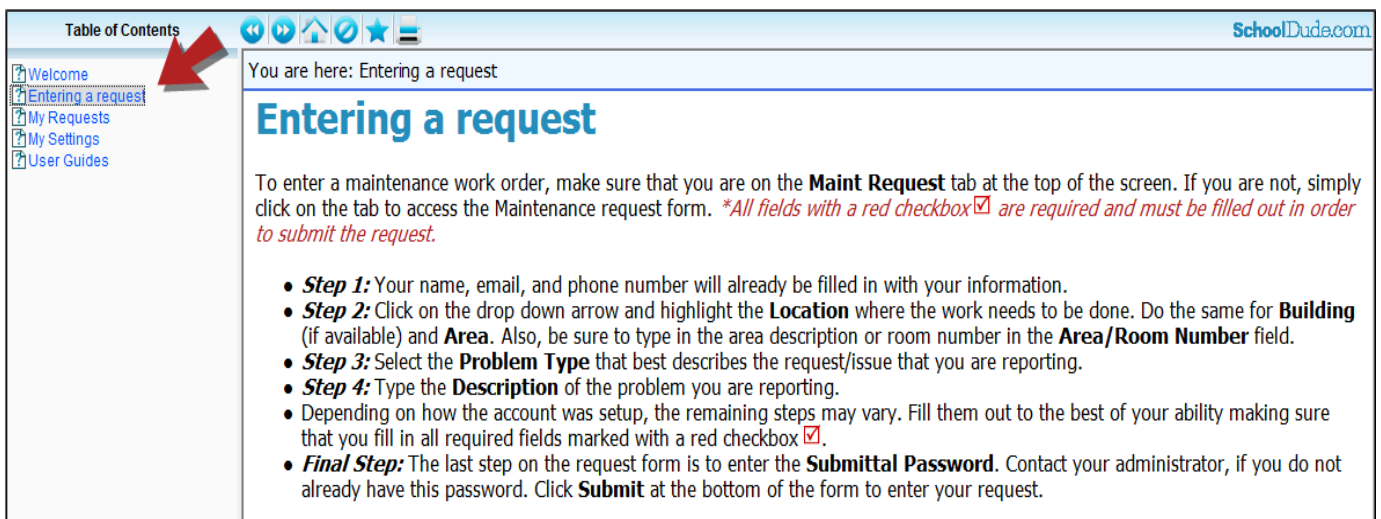 Table of Contents
SchoolDude.com
Welcome
Entering a request
My Requests
My Settings
User Guides
You are here: Entering a request
Entering a request
To enter a maintenance work order, make sure that you are on the Maint Request tab at the top of the screen. If you are not, simply
click on the tab to access the Maintenance request form. *All fields with a red checkbox☑ are required and must be filled out in order
to submit the request.
• Step 1: Your name, email, and phone number will already be filled in with your information.
• Step 2: Click on the drop down arrow and highlight the Location where the work needs to be done. Do the same for Building
(if available) and Area. Also, be sure to type in the area description or room number in the Area/Room Number field.
• Step 3: Select the Problem Type that best describes the request/issue that you are reporting.
• Step 4: Type the Description of the problem you are reporting.
• Depending on how the account was setup, the remaining steps may vary. Fill them out to the best of your ability making sure
that you fill in all required fields marked with a red checkbox ☑.
• Final Step: The last step on the request form is to enter the Submittal Password. Contact your administrator, if you do not
already have this password. Click Submit at the bottom of the form to enter your request.